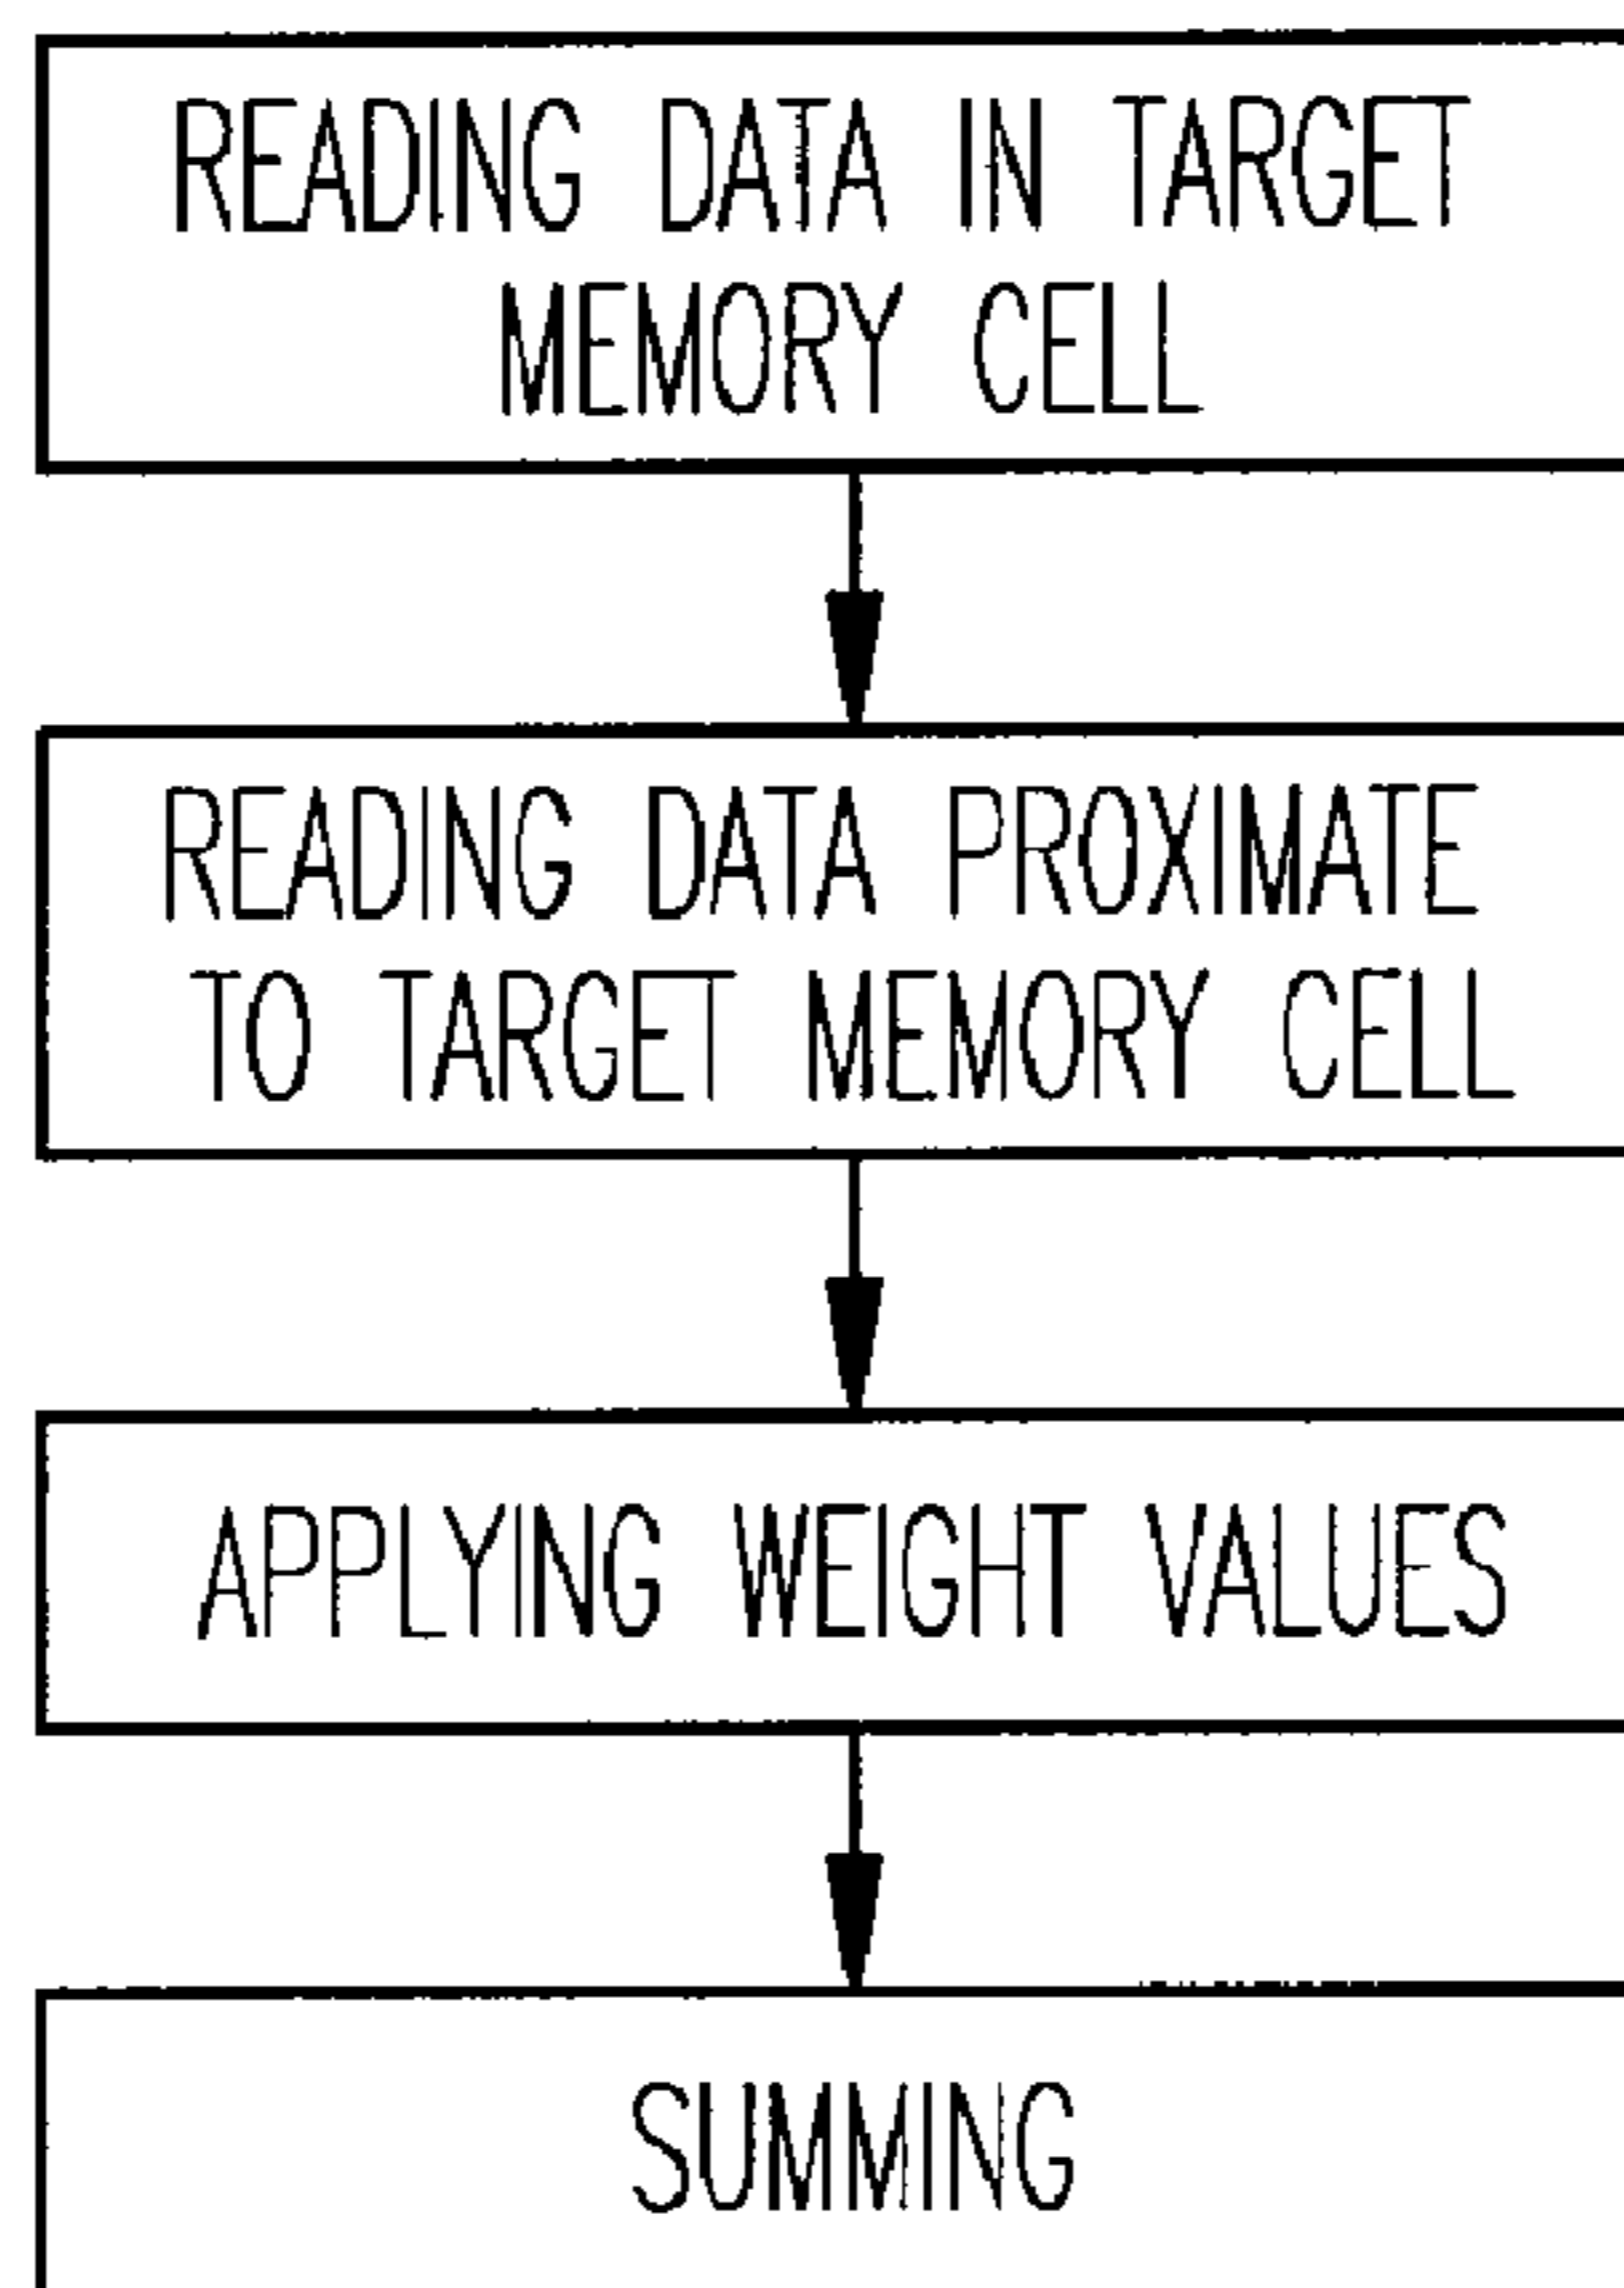 READING DATA IN TARGET
MEMORY CELL
READING DATA PROXIMATE
TO TARGET MEMORY CELL
APPLYING WEIGHT VALUES
SUMMING